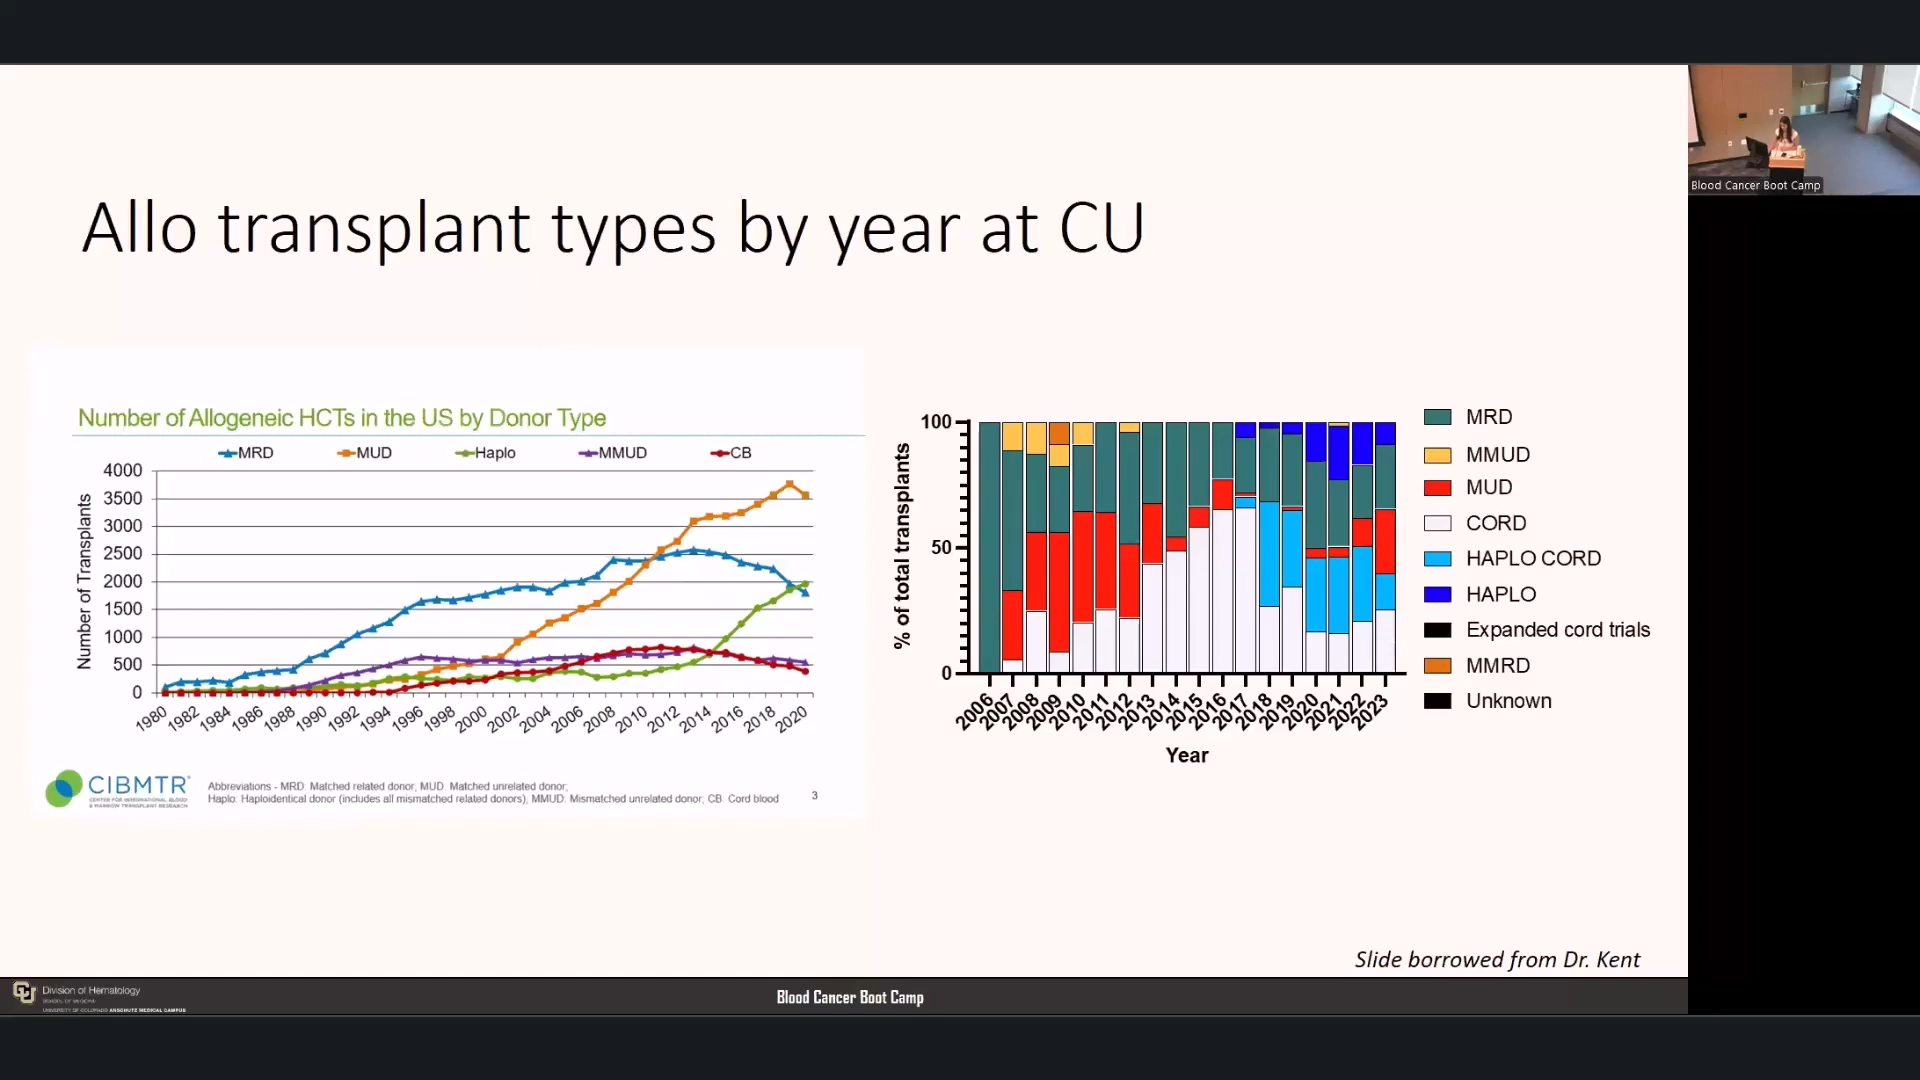 Blood Cancer Boot Camp
Allo transplant types by year at CU
Number of Allogeneic HCTs in the US by Donor Type
MRD MUD Haplo MMUD CB
Number of Transplants
4000
3500
3000
2500
2000
1500
1000
500
0
1980 1982 1984 1986 1988 1990 1992 1994 1996 1998 2000 2002 2004 2006 2008 2010 2012 2014 2016 2018 2020
CIBMTR®
CENTER FOR INTERNATIONAL BLOOD
& MARROW TRANSPLANT RESEARCH
Abbreviations - MRD: Matched related donor; MUD: Matched unrelated donor;
Haplo: Haploidentical donor (includes all mismatched related donors); MMUD: Mismatched unrelated donor; CB: Cord blood
3
% of total transplants
100
50
0
2006 2007 2008 2009 2010 2011 2012 2013 2014 2015 2016 2017 2018 2019 2020 2021 2022 2023
Year
MRD
MMUD
MUD
CORD
HAPLO CORD
HAPLO
Expanded cord trials
MMRD
Unknown
Slide borrowed from Dr. Kent
Division of Hematology
SCHOOL OF MEDICINE
UNIVERSITY OF COLORADO ANSCHUTZ MEDICAL CAMPUS
Blood Cancer Boot Camp